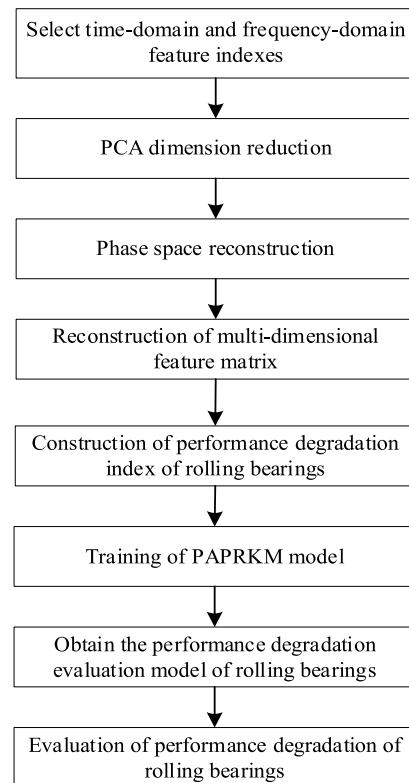 Select time-domain and frequency-domain
feature indexes
PCA dimension reduction
Phase space reconstruction
Reconstruction of multi-dimensional
feature matrix
Construction of performance degradation
index of rolling bearings
Training of PAPRKM model
Obtain the performance degradation
evaluation model of rolling bearings
Evaluation of performance degradation of
rolling bearings